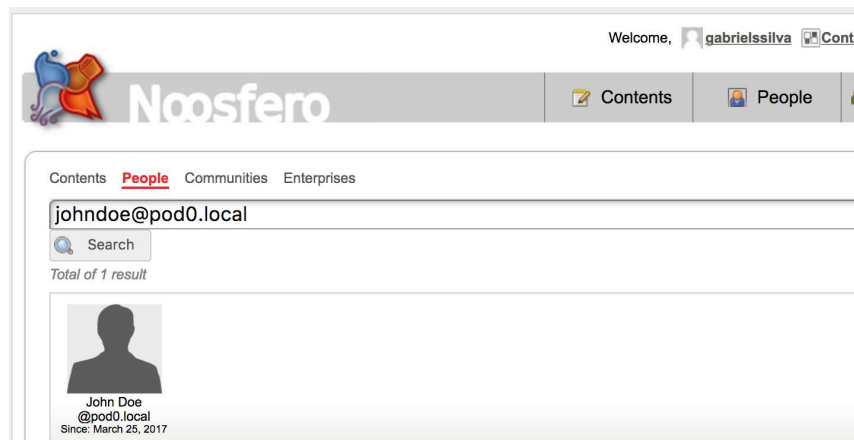 Welcome, gabrielssilva Cont
Noosfero
Contents People
Contents People Communities Enterprises
johndoe@pod0.local
Search
Total of 1 result
John Doe
@pod0.local
Since: March 25, 2017